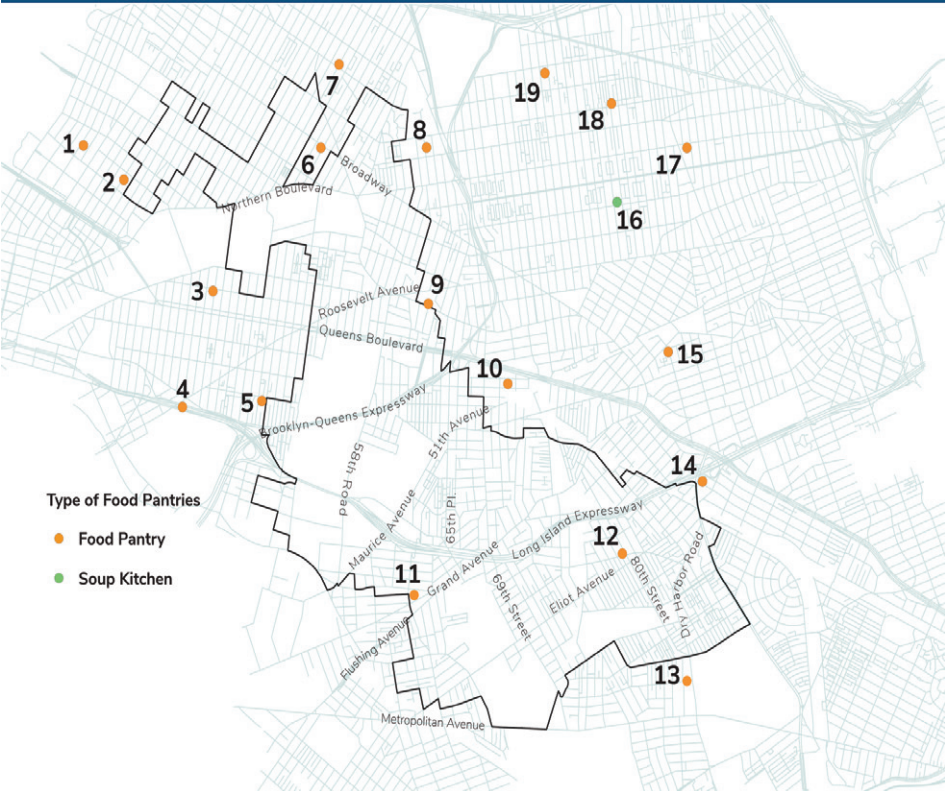 7
19
18
1
8
6
17
2
Broadway
Northern Boulevard
16
3
9
Roosevelt Avenue
Queens Boulevard
15
10
4
5
Brooklyn-Queens Expressway
51th Avenue
58th Road
14
Type of Food Pantries
Food Pantry
Soup Kitchen
Maurice Avenue
65th Pl
Long Island Expressway
12
Grand Avenue
11
Eliot Avenue
80th Street
Dry Harbor Road
69th Street
Flushing Avenue
13
Metropolitan Avenue